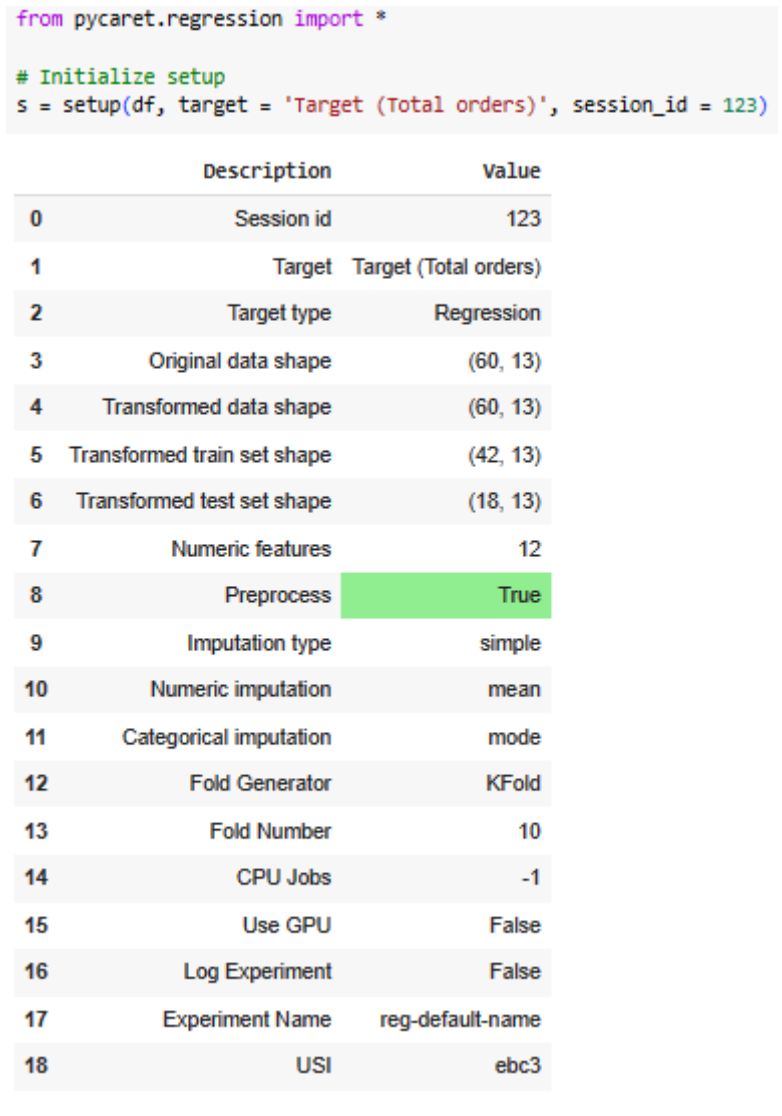 from pycaret.regression import *
# Initialize setup
s = setup(df, target = 'Target (Total orders)', session_id = 123)
Description Value
0 Session id 123
1 Target Target (Total orders)
2 Target type Regression
3 Original data shape (60, 13)
4 Transformed data shape (60, 13)
5 Transformed train set shape (42, 13)
6 Transformed test set shape (18, 13)
7 Numeric features 12
8 Preprocess True
9 Imputation type simple
10 Numeric imputation mean
11 Categorical imputation mode
12 Fold Generator KFold
13 Fold Number 10
14 CPU Jobs -1
15 Use GPU False
16 Log Experiment False
17 Experiment Name reg-default-name
18 USI ebc3